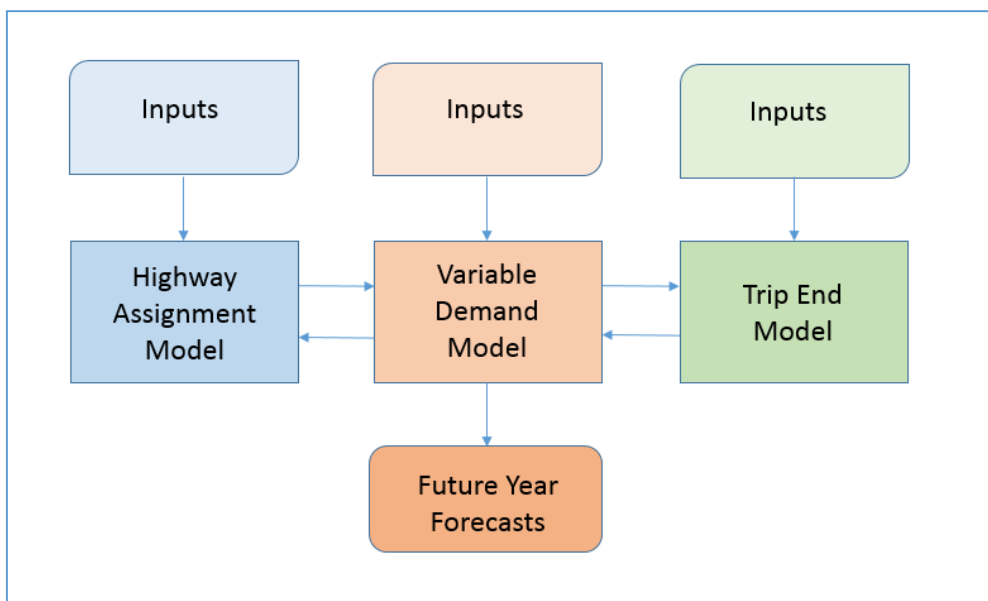 Inputs
Inputs
Inputs
Highway
Assignment
Model
Variable
Demand
Model
Trip End
Model
Future Year
Forecasts